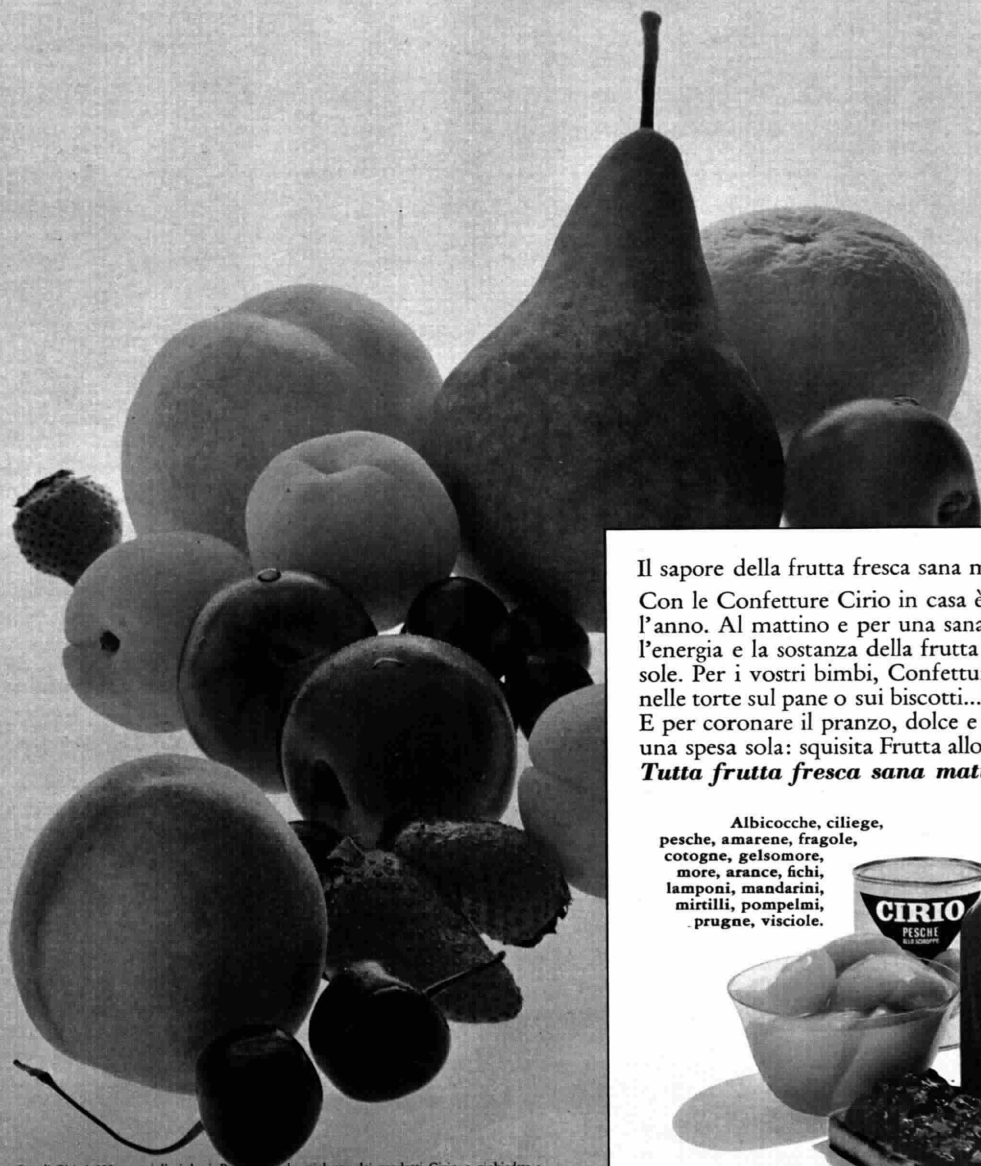 Il sapore della frutta fresca sana m
Con le Confetture Cirio in casa è
l'anno. Al mattino e per una sana
l'energia e la sostanza della frutta
sole. Per i vostri bimbi, Confettur
nelle torte sul pane o sui biscotti...
E per coronare il pranzo, dolce e
una spesa sola: squisita Frutta allo
Tutta frutta fresca sana mat
Albicocche, ciliege,
pesche, amarene, fragole,
cotogne, gelsomore,
more, arance, fichi,
lamponi, mandarini,
mirtilli, pompelmi,
prugne, visciole.
CIRIO
PESCHE
ALLO SCIROPPO